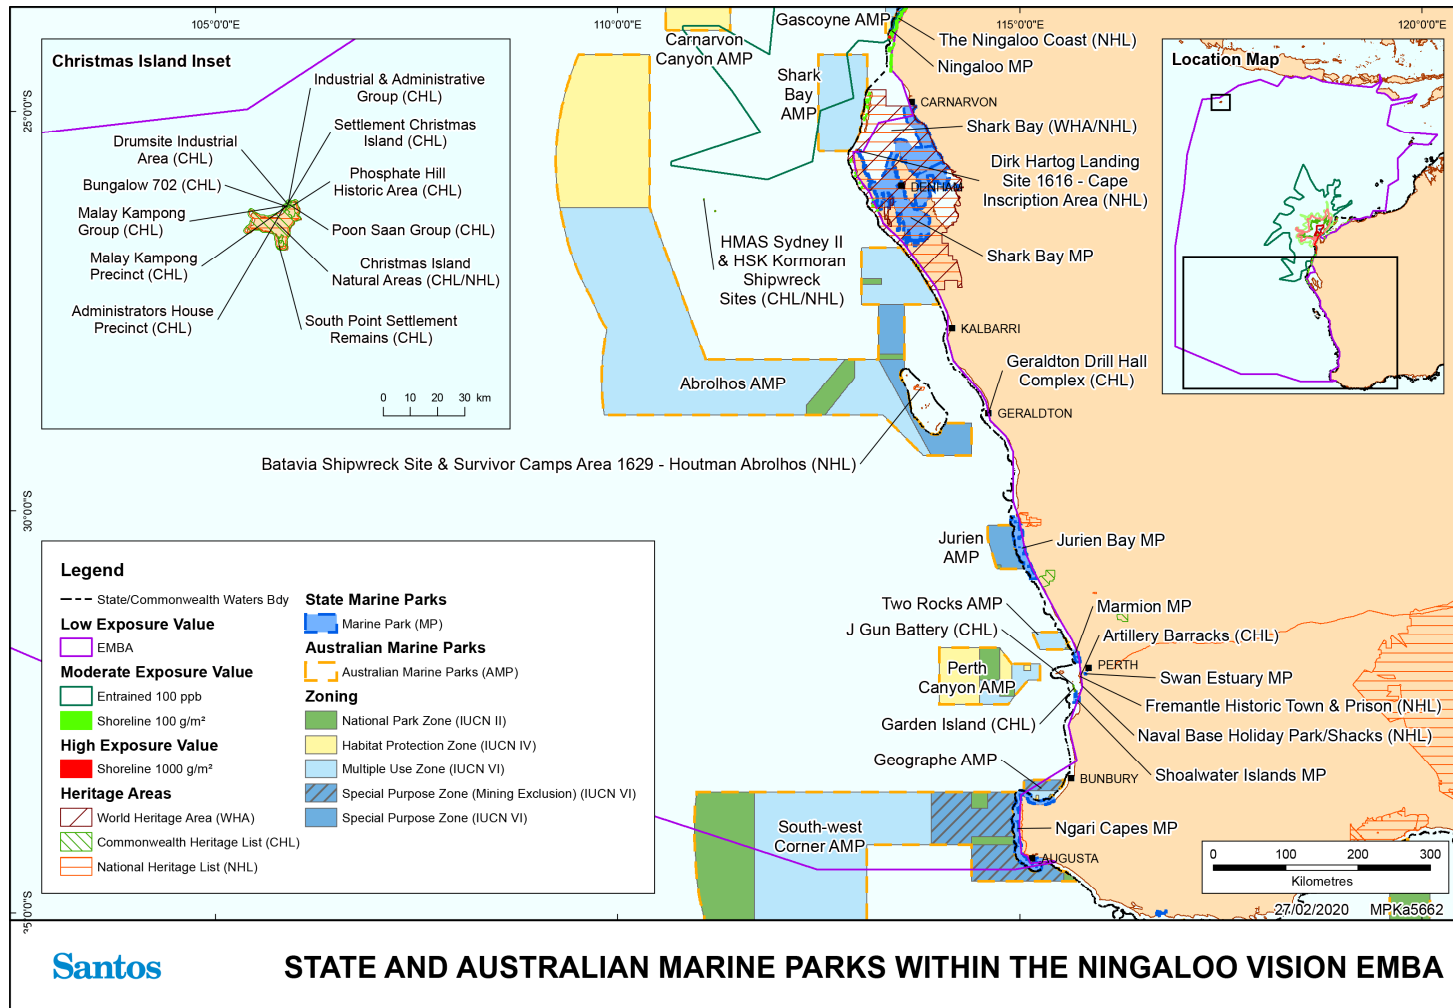 105°0'0"E
110°0'0"E
115°0'0"E
120°0'0"E
25°0'0"S
30°0'0"S
35°0'0"S
Christmas Island Inset
Industrial & Administrative
Group (CHL)
Settlement Christmas
Island (CHL)
Drumsite Industrial
Area (CHL)
Phosphate Hill
Historic Area (CHL)
Bungalow 702 (CHL)
Malay Kampong
Group (CHL)
Poon Saan Group (CHL)
Malay Kampong
Precinct (CHL)
Christmas Island
Natural Areas (CHL/NHL)
Administrators House
Precinct (CHL)
South Point Settlement
Remains (CHL)
0 10 20 30 km
Gascoyne AMP
Carnarvon
Canyon AMP
The Ningaloo Coast (NHL)
Ningaloo MP
Shark
Bay
AMP
CARNARVON
Shark Bay (WHA/NHL)
Dirk Hartog Landing
Site 1616 - Cape
Inscription Area (NHL)
DENHAM
HMAS Sydney II
& HSK Kormoran
Shipwreck
Sites (CHL/NHL)
Shark Bay MP
KALBARRI
Geraldton Drill Hall
Complex (CHL)
Abrolhos AMP
GERALDTON
Batavia Shipwreck Site & Survivor Camps Area 1629 - Houtman Abrolhos (NHL)
Jurien
AMP
Jurien Bay MP
Two Rocks AMP
Marmion MP
J Gun Battery (CHL)
Artillery Barracks (CHL)
PERTH
Perth
Canyon AMP
Swan Estuary MP
Fremantle Historic Town & Prison (NHL)
Garden Island (CHL)
Naval Base Holiday Park/Shacks (NHL)
Geographe AMP
Shoalwater Islands MP
BUNBURY
South-west
Corner AMP
Ngari Capes MP
AUGUSTA
Location Map
Legend
State/Commonwealth Waters Bdy
Low Exposure Value
EMBA
Moderate Exposure Value
Entrained 100 ppb
Shoreline 100 g/m²
High Exposure Value
Shoreline 1000 g/m²
Heritage Areas
World Heritage Area (WHA)
Commonwealth Heritage List (CHL)
National Heritage List (NHL)
State Marine Parks
Marine Park (MP)
Australian Marine Parks
Australian Marine Parks (AMP)
Zoning
National Park Zone (IUCN II)
Habitat Protection Zone (IUCN IV)
Multiple Use Zone (IUCN VI)
Special Purpose Zone (Mining Exclusion) (IUCN VI)
Special Purpose Zone (IUCN VI)
0 100 200 300
Kilometres
27/02/2020 MPKa5662
Santos
STATE AND AUSTRALIAN MARINE PARKS WITHIN THE NINGALOO VISION EMBA